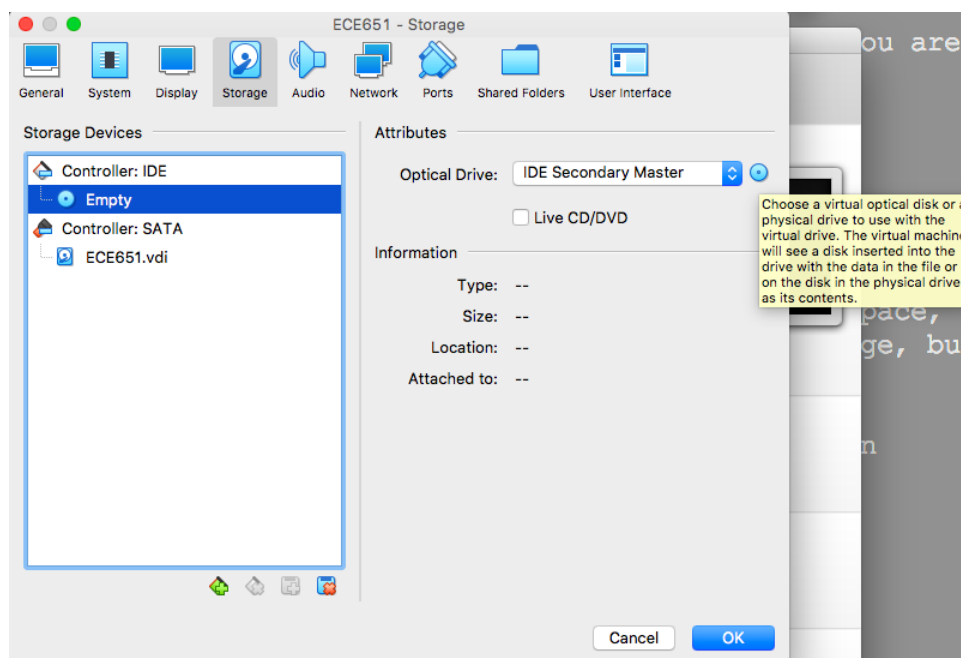 ECE651 - Storage
General System Display Storage Audio Network Ports Shared Folders User Interface
Storage Devices
Controller: IDE
Empty
Controller: SATA
ECE651.vdi
Attributes
Optical Drive: IDE Secondary Master
Live CD/DVD
Information
Type: --
Size: --
Location: --
Attached to: --
Cancel OK
Choose a virtual optical disk or a
physical drive to use with the
virtual drive. The virtual machine
will see a disk inserted into the
drive with the data in the file or
on the disk in the physical drive
as its contents.
ou are
pace,
ge, bu
n